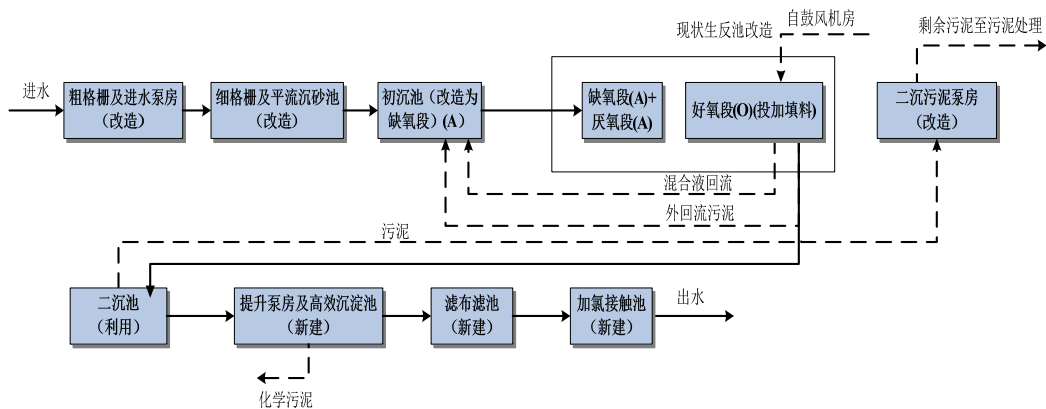 自鼓风机房
剩余污泥至污泥处理
现状生反池改造
进水
粗格栅及进水泵房
（改造）
细格栅及平流沉砂池
（改造）
初沉池（改造为
缺氧段）(A)
缺氧段(A)+
厌氧段(A)
好氧段(O)(投加填料)
二沉污泥泵房
（改造）
混合液回流
外回流污泥
污泥
二沉池
（利用）
提升泵房及高效沉淀池
（新建）
滤布滤池
（新建）
加氯接触池
（新建）
出水
化学污泥